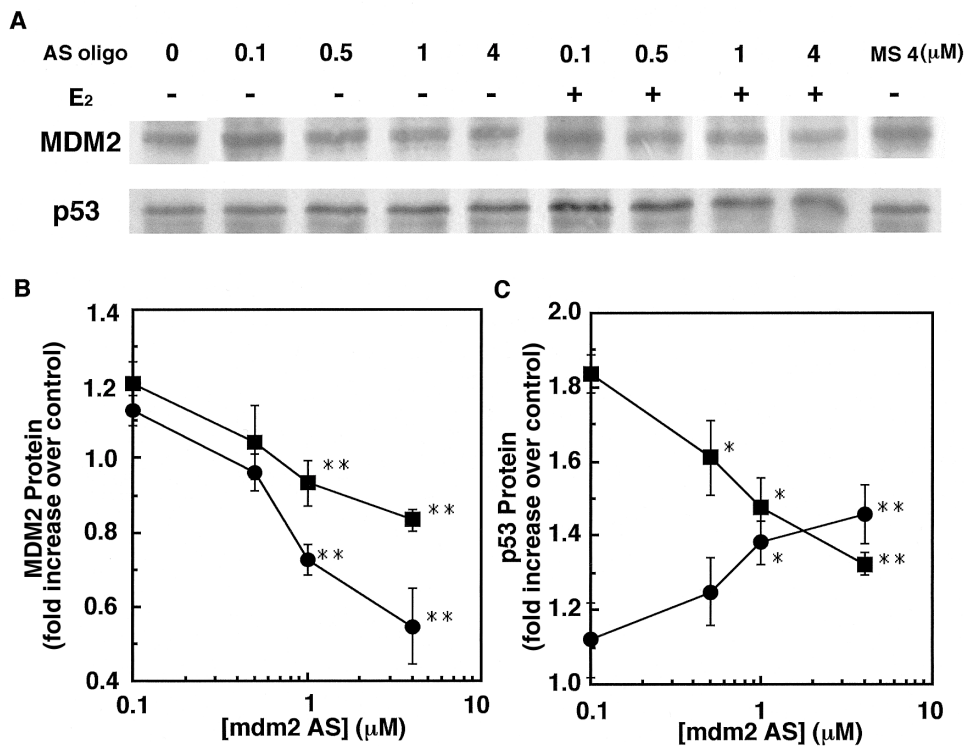 A
AS oligo 0 0.1 0.5 1 4 0.1 0.5 1 4 MS 4 (μM)
E2 - - - - - + + + + -
MDM2
p53
B
MDM2 Protein
(fold increase over control)
1.4
1.2
1.0
0.8
0.6
0.4
**
**
**
**
0.1 1 10
[mdm2 AS] (μM)
C
p53 Protein
(fold increase over control)
2.0
1.8
1.6
1.4
1.2
1.0
*
*
**
*
**
0.1 1 10
[mdm2 AS] (μM)